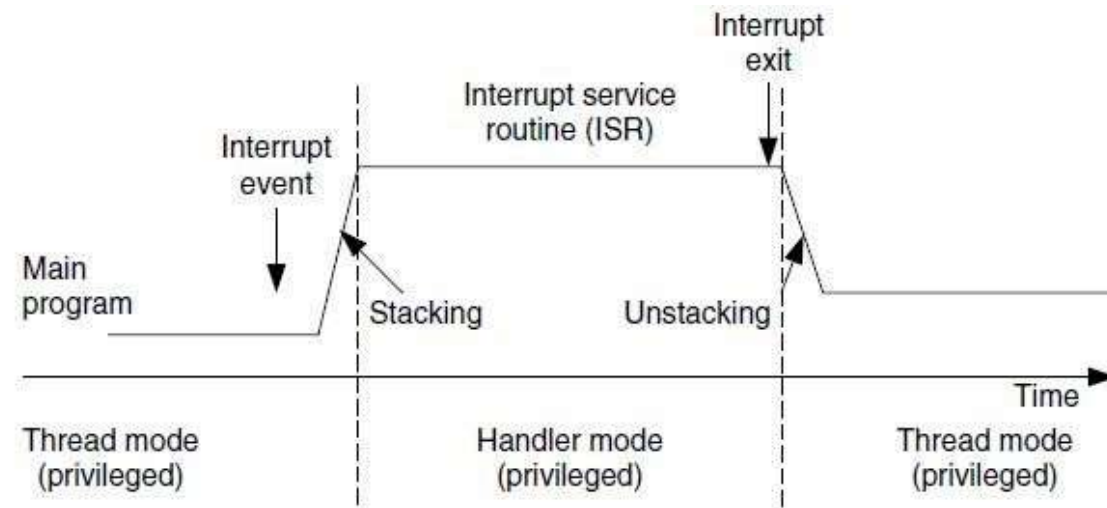 Interrupt
exit
Interrupt service
routine (ISR)
Interrupt
event
Main
program
Stacking
Unstacking
Time
Thread mode
(privileged)
Handler mode
(privileged)
Thread mode
(privileged)